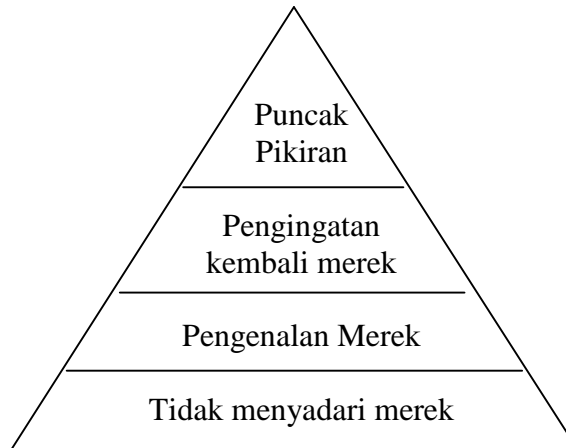 Puncak
Pikiran
Pengingatan
kembali merek
Pengenalan Merek
Tidak menyadari merek